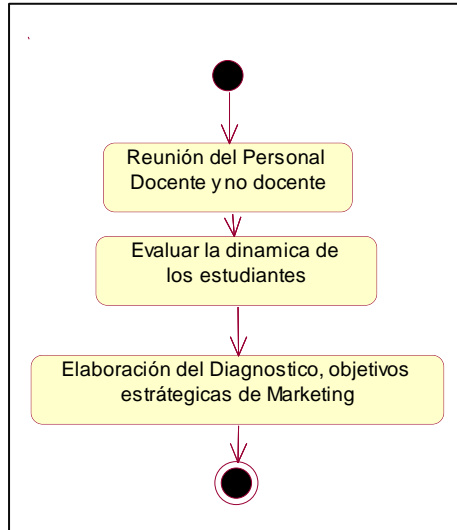 Reunión del Personal
Docente y no docente
Evaluar la dinamica de
los estudiantes
Elaboración del Diagnostico, objetivos
estrátegicas de Marketing